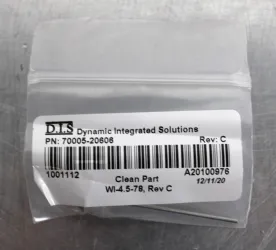 D.I.S Dynamic Integrated Solutions
PN: 70005-20606 Rev: C
1001112 A20100976
Clean Part 12/11/20
WI-4.5-78, Rev C